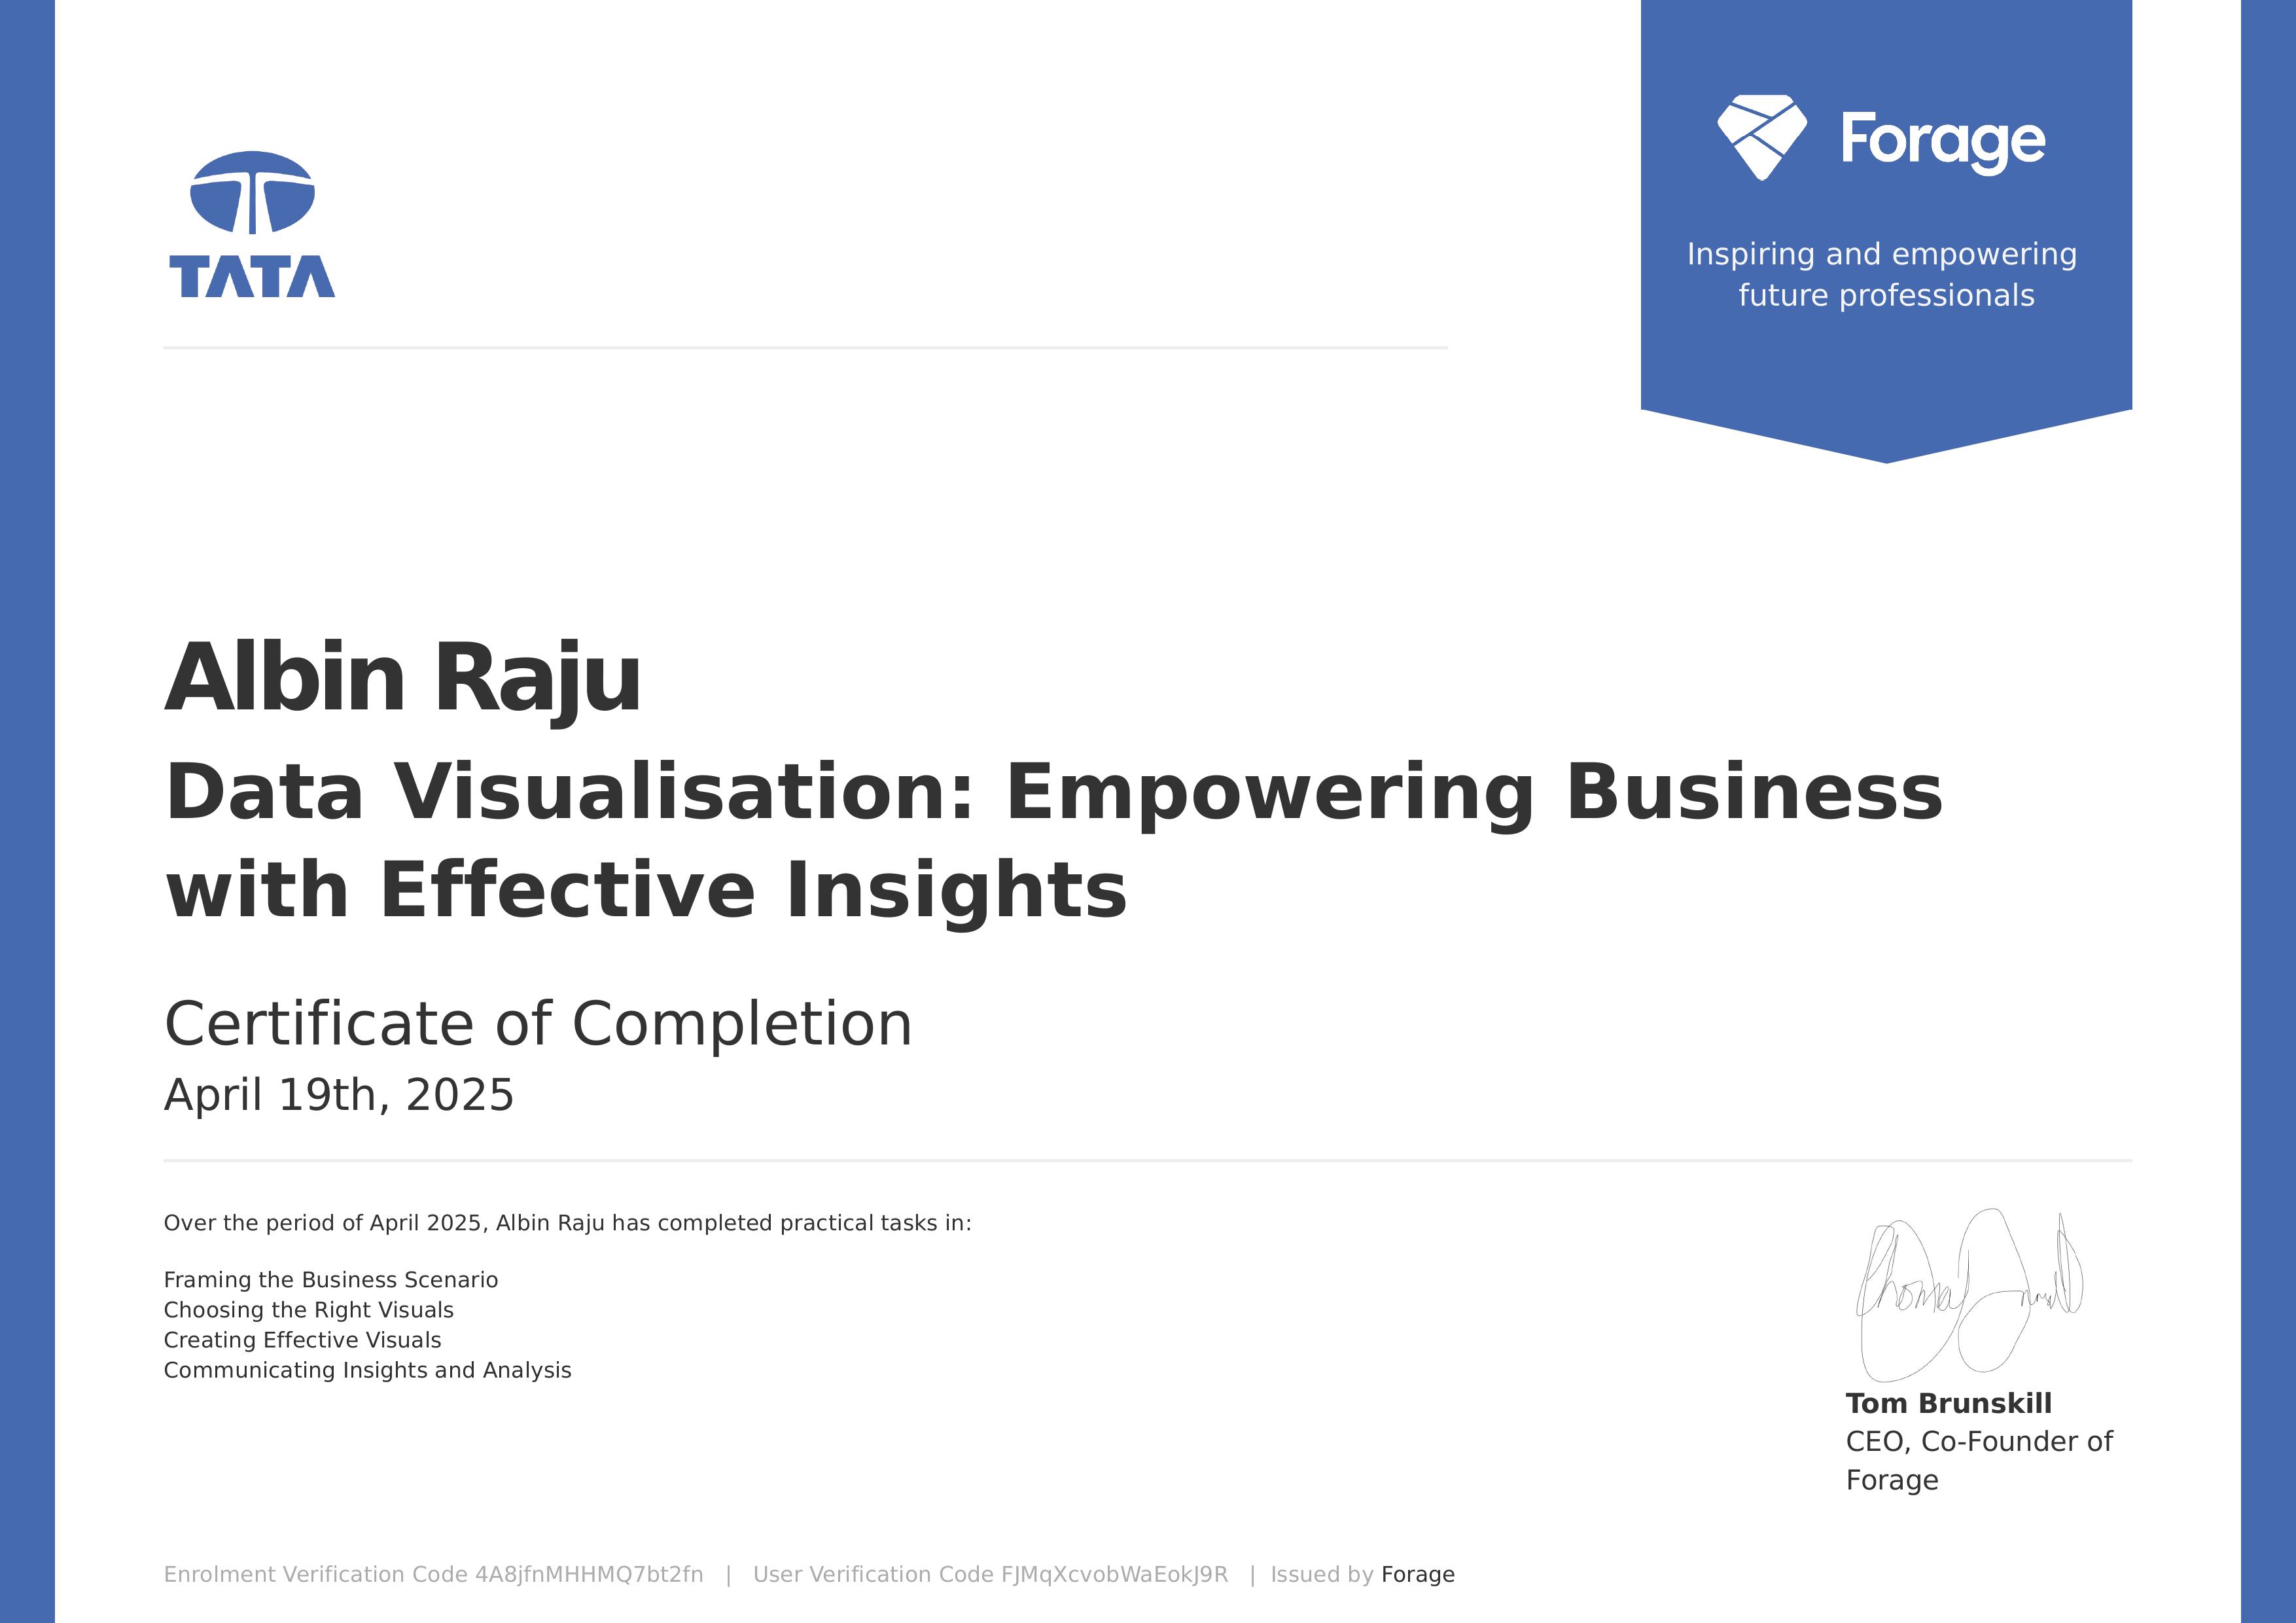 TATA
Forage
Inspiring and empowering
future professionals
Albin Raju
Data Visualisation: Empowering Business
with Effective Insights
Certificate of Completion
April 19th, 2025
Over the period of April 2025, Albin Raju has completed practical tasks in:
Framing the Business Scenario
Choosing the Right Visuals
Creating Effective Visuals
Communicating Insights and Analysis
Tom Brunskill
CEO, Co-Founder of
Forage
Enrolment Verification Code 4A8jfnMHHMQ7bt2fn | User Verification Code FJMqXcvobWaEokJ9R | Issued by Forage